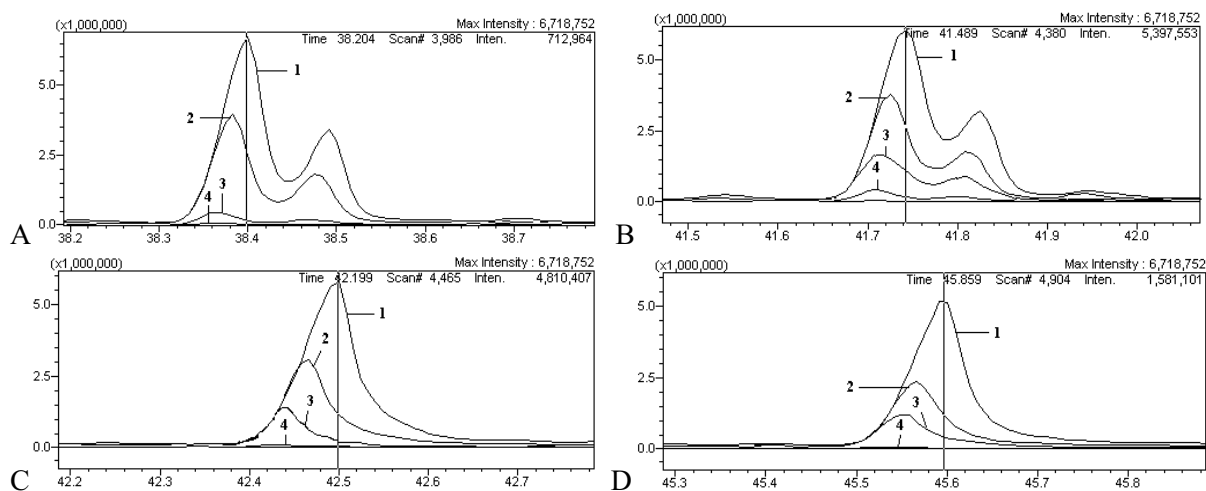 (x1,000,000)
Max Intensity : 6,718,752
Time 38.204 Scan# 3,986 Inten. 712,964
5.0
2.5
0.0
1
2
3
4
36.2 38.3 38.4 38.5 38.6 38.7
A
(x1,000,000)
Max Intensity : 6,718,752
Time 41.489 Scan# 4,380 Inten. 5,397,553
5.0
2.5
0.0
1
2
3
4
41.5 41.6 41.7 41.8 41.9 42.0
B
(x1,000,000)
Max Intensity : 6,718,752
Time 42.199 Scan# 4,465 Inten. 4,810,407
5.0
2.5
0.0
1
2
3
4
42.2 42.3 42.4 42.5 42.6 42.7
C
(x1,000,000)
Max Intensity : 6,718,752
Time 45.859 Scan# 4,904 Inten. 1,581,101
5.0
2.5
0.0
1
2
3
4
45.3 45.4 45.5 45.6 45.7 45.8
D